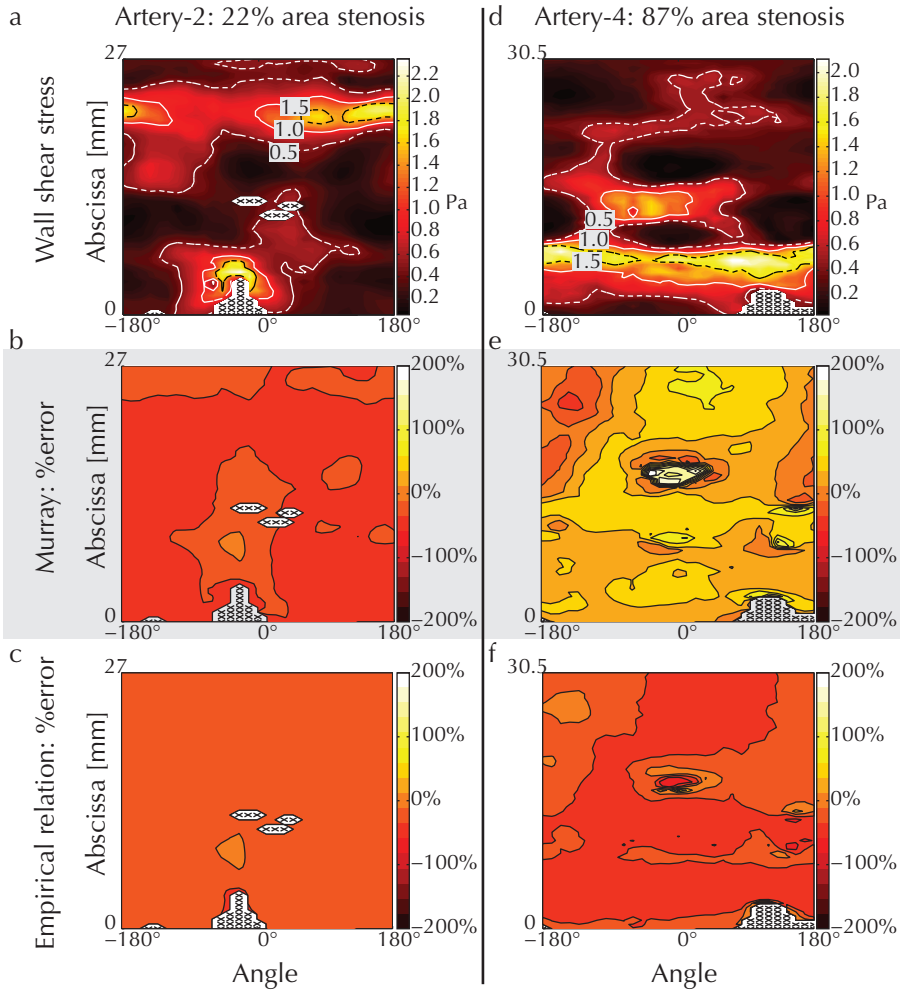 a Artery-2: 22% area stenosis
d Artery-4: 87% area stenosis
Wall shear stress
Abscissa [mm]
27
0
−180° 0° 180°
1.5
1.0
0.5
2.2
2.0
1.8
1.6
1.4
1.2
1.0
0.8
0.6
0.4
0.2
Pa
30.5
0
−180° 0° 180°
0.5
1.0
1.5
2.0
1.8
1.6
1.4
1.2
1.0
0.8
0.6
0.4
0.2
Pa
b
Murray: %error
Abscissa [mm]
27
0
−180° 0° 180°
200%
100%
0%
−100%
−200%
e
30.5
0
−180° 0° 180°
200%
100%
0%
−100%
−200%
c
Empirical relation: %error
Abscissa [mm]
27
0
−180° 0° 180°
200%
100%
0%
−100%
−200%
Angle
f
30.5
0
−180° 0° 180°
200%
100%
0%
−100%
−200%
Angle